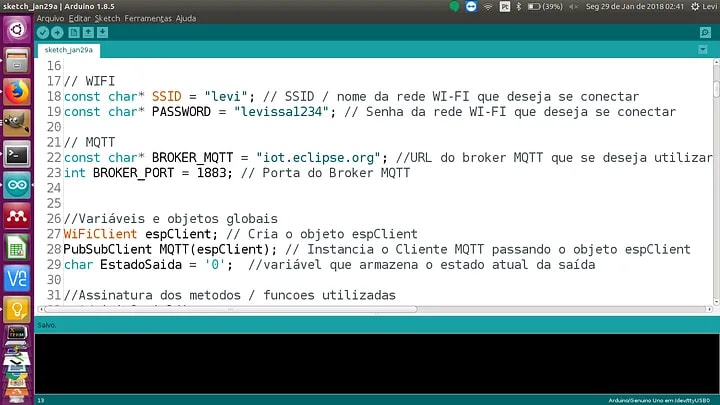 sketch_jan29a | Arduino 1.8.5
Pt
(39%)
Seg 29 de Jan de 2018 02:41
Levi
Arquivo Editar Sketch Ferramentas Ajuda
sketch_jan29a
16
17 // WIFI
18 const char* SSID = "levi"; // SSID / nome da rede WI-FI que deseja se conectar
19 const char* PASSWORD = "levissa1234"; // Senha da rede WI-FI que deseja se conectar
20
21 // MQTT
22 const char* BROKER_MQTT = "iot.eclipse.org"; //URL do broker MQTT que se deseja utilizar
23 int BROKER_PORT = 1883; // Porta do Broker MQTT
24
25
26 //Variáveis e objetos globais
27 WiFiClient espClient; // Cria o objeto espClient
28 PubSubClient MQTT(espClient); // Instancia o Cliente MQTT passando o objeto espClient
29 char EstadoSaida = '0'; //variável que armazena o estado atual da saída
30
31 //Assinatura dos metodos / funcoes utilizadas
Salvo.
13
Arduino/Genuino Uno em /dev/ttyUSB0